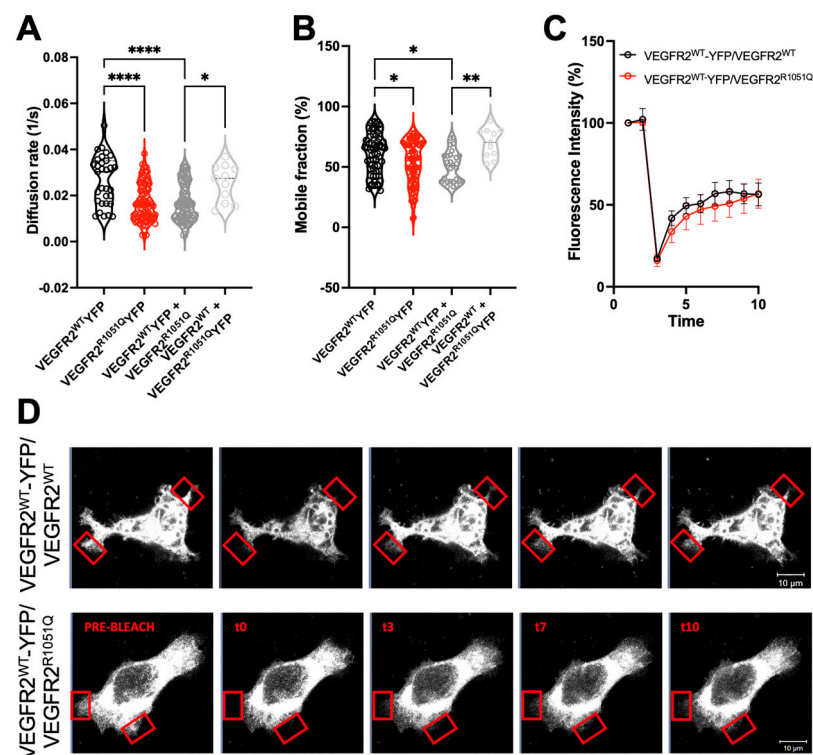 A
Diffusion rate (1/s)
0.08
0.06
0.04
0.02
0.00
-0.02
****
****
*
VEGFR2ᵂᵀYFP
VEGFR2ᴿ¹⁰⁵¹QYFP
VEGFR2ᵂᵀYFP +
VEGFR2ᴿ¹⁰⁵¹Q
VEGFR2ᵂᵀ +
VEGFR2ᴿ¹⁰⁵¹QYFP
B
Mobile fraction (%)
150
100
50
0
-50
*
*
**
VEGFR2ᵂᵀYFP
VEGFR2ᴿ¹⁰⁵¹QYFP
VEGFR2ᵂᵀYFP +
VEGFR2ᴿ¹⁰⁵¹Q
VEGFR2ᵂᵀ +
VEGFR2ᴿ¹⁰⁵¹QYFP
C
Fluorescence Intensity (%)
150
100
50
0
0
5
10
Time
VEGFR2ᵂᵀ-YFP/VEGFR2ᵂᵀ
VEGFR2ᵂᵀ-YFP/VEGFR2ᴿ¹⁰⁵¹Q
D
VEGFR2ᵂᵀ-YFP/
VEGFR2ᵂᵀ
10 µm
VEGFR2ᵂᵀ-YFP/
VEGFR2ᴿ¹⁰⁵¹Q
PRE-BLEACH
t0
t3
t7
t10
10 µm